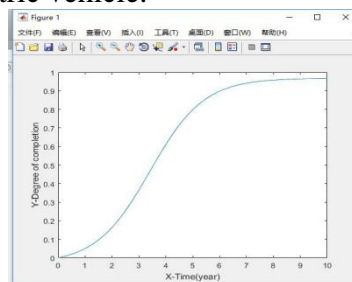 tric vehicle.
Figure 1
文件(F) 编辑(E) 查看(V) 插入(I) 工具(T) 桌面(D) 窗口(W) 帮助(H)
1
0.9
0.8
0.7
0.6
0.5
0.4
0.3
0.2
0.1
0
Y-Degree of completion
0 1 2 3 4 5 6 7 8 9 10
X-Time(year)